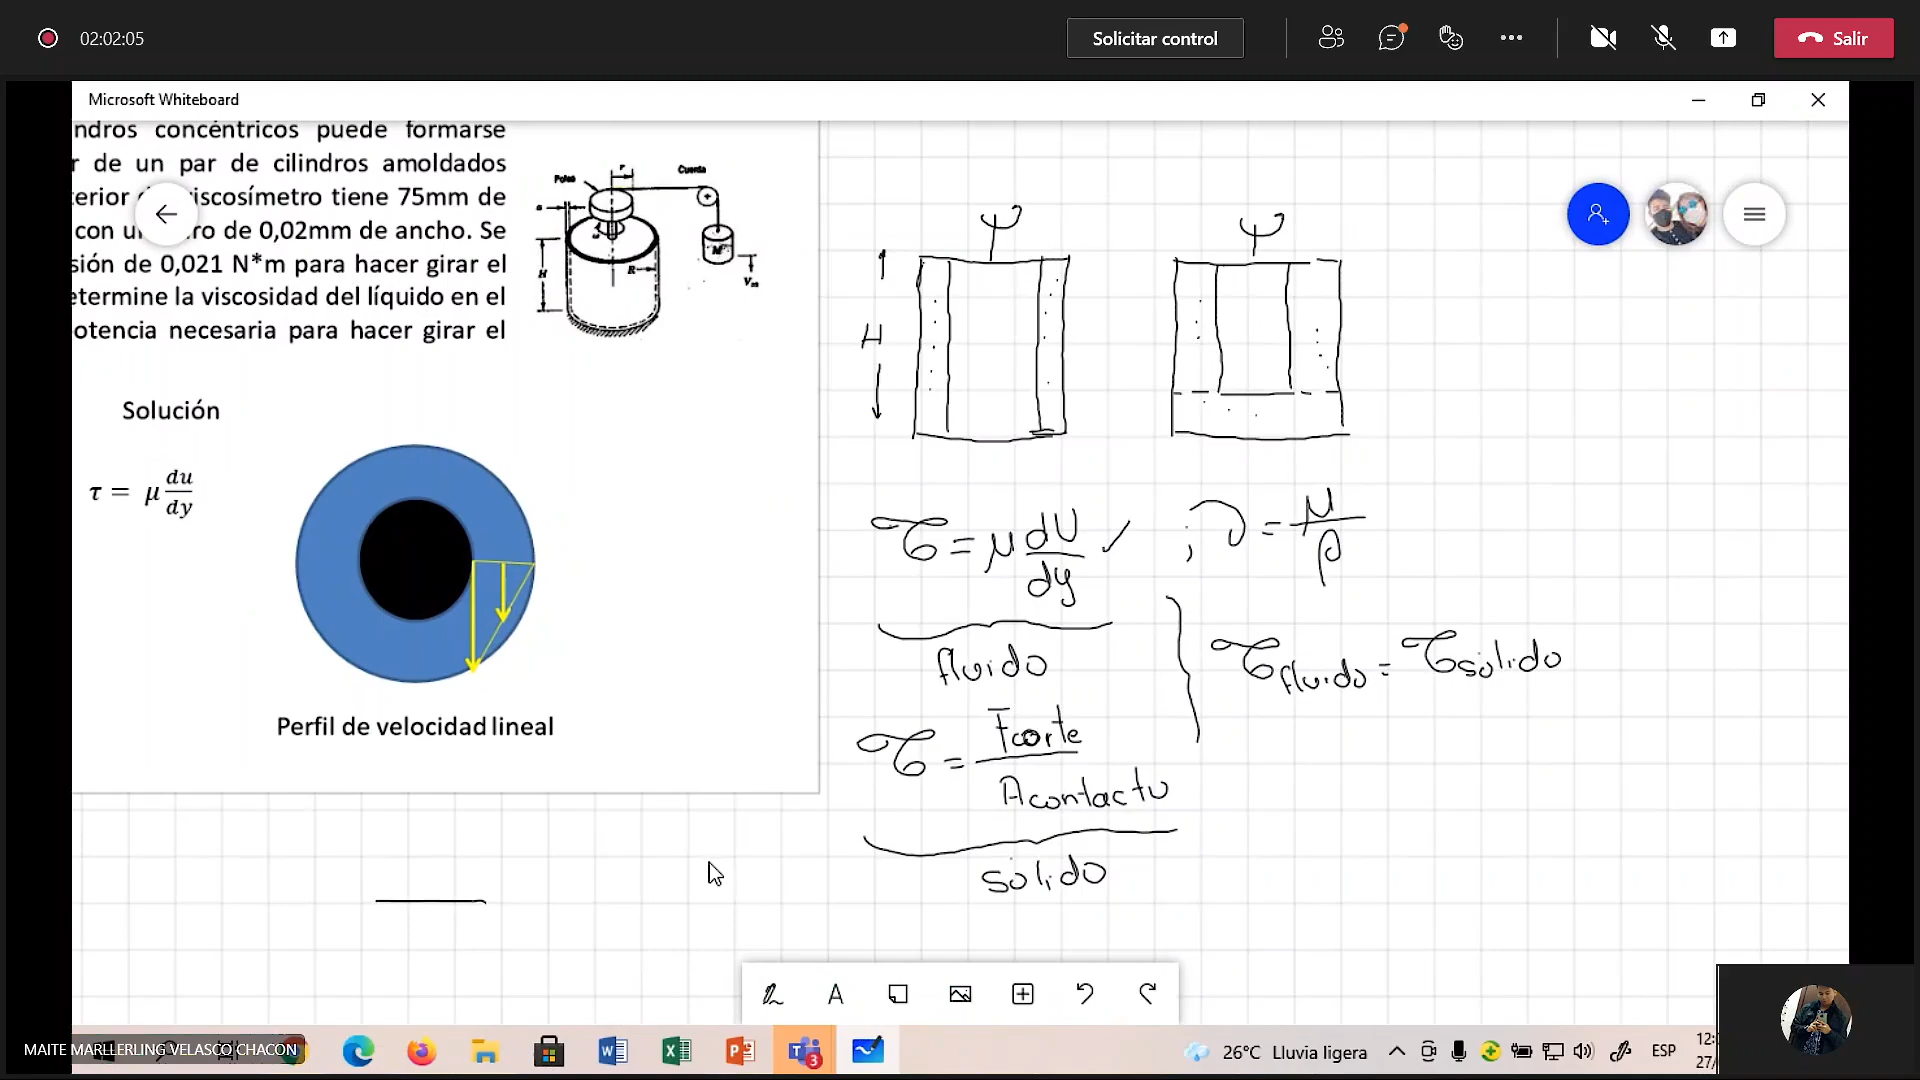 02:02:05
Solicitar control
Salir
Microsoft Whiteboard
ndros concéntricos puede formarse
r de un par de cilindros amoldados
terior iscosímetro tiene 75mm de
con u ro de 0,02mm de ancho. Se
sión de 0,021 N*m para hacer girar el
etermine la viscosidad del líquido en el
potencia necesaria para hacer girar el
r
Polea
Cuerda
a
ω
M
H
R
Solución
τ = μ du/dy
Perfil de velocidad lineal
H
τ = μ dU/dy ✓ ; ν = μ/ρ
fluido
τfluido = τsolido
τ = Fcorte/Acontacto
solido
A
MAITE MARLLERLING VELASCO CHACON
3
26°C Lluvia ligera
ESP
12:
27/